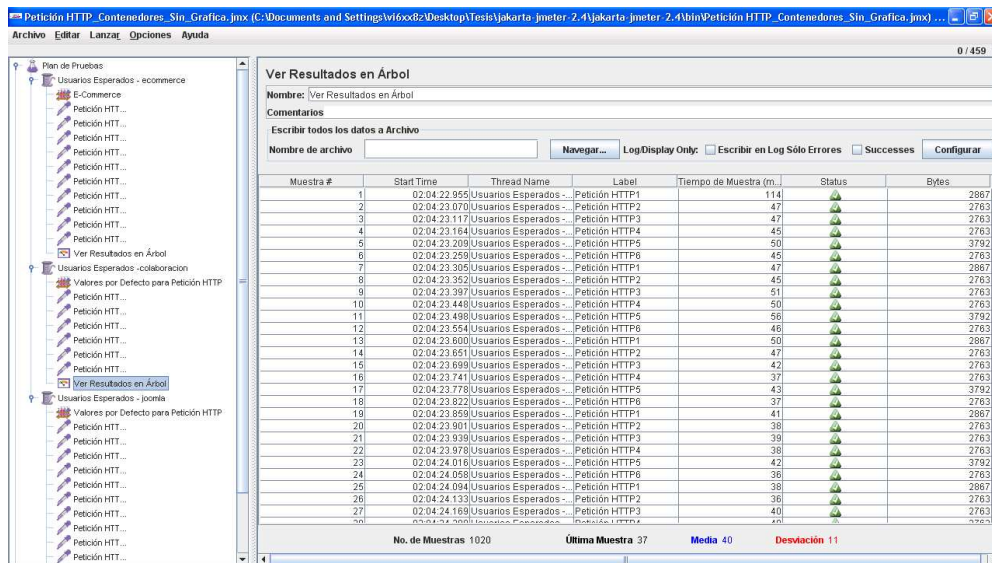 Petición HTTP_Contenedores_Sin_Grafica.jmx (C:\Documents and Settings\vi6xx8z\Desktop\Tesis\jakarta-jmeter-2.4\jakarta-jmeter-2.4\bin\Petición HTTP_Contenedores_Sin_Grafica.jmx) ...
Archivo Editar Lanzar Opciones Ayuda
0 / 459
Plan de Pruebas
Usuarios Esperados - ecommerce
E-Commerce
Petición HTT...
Petición HTT...
Petición HTT...
Petición HTT...
Petición HTT...
Petición HTT...
Petición HTT...
Petición HTT...
Petición HTT...
Petición HTT...
Ver Resultados en Árbol
Usuarios Esperados -colaboracion
Valores por Defecto para Petición HTTP
Petición HTT...
Petición HTT...
Petición HTT...
Petición HTT...
Petición HTT...
Petición HTT...
Ver Resultados en Árbol
Usuarios Esperados - joomla
Valores por Defecto para Petición HTTP
Petición HTT...
Petición HTT...
Petición HTT...
Petición HTT...
Petición HTT...
Petición HTT...
Petición HTT...
Petición HTT...
Petición HTT...
Petición HTT...
Ver Resultados en Árbol
Nombre: Ver Resultados en Árbol
Comentarios
Escribir todos los datos a Archivo
Nombre de archivo Navegar... Log/Display Only: Escribir en Log Sólo Errores Successes Configurar
Muestra # Start Time Thread Name Label Tiempo de Muestra (m... Status Bytes
1 02:04:22.955 Usuarios Esperados -... Petición HTTP1 114 2867
2 02:04:23.070 Usuarios Esperados -... Petición HTTP2 47 2763
3 02:04:23.117 Usuarios Esperados -... Petición HTTP3 47 2763
4 02:04:23.164 Usuarios Esperados -... Petición HTTP4 45 2763
5 02:04:23.209 Usuarios Esperados -... Petición HTTP5 50 3792
6 02:04:23.259 Usuarios Esperados -... Petición HTTP6 45 2763
7 02:04:23.305 Usuarios Esperados -... Petición HTTP1 47 2867
8 02:04:23.352 Usuarios Esperados -... Petición HTTP2 45 2763
9 02:04:23.397 Usuarios Esperados -... Petición HTTP3 51 2763
10 02:04:23.448 Usuarios Esperados -... Petición HTTP4 50 2763
11 02:04:23.498 Usuarios Esperados -... Petición HTTP5 56 3792
12 02:04:23.554 Usuarios Esperados -... Petición HTTP6 46 2763
13 02:04:23.600 Usuarios Esperados -... Petición HTTP1 50 2867
14 02:04:23.651 Usuarios Esperados -... Petición HTTP2 47 2763
15 02:04:23.699 Usuarios Esperados -... Petición HTTP3 42 2763
16 02:04:23.741 Usuarios Esperados -... Petición HTTP4 37 2763
17 02:04:23.778 Usuarios Esperados -... Petición HTTP5 43 3792
18 02:04:23.822 Usuarios Esperados -... Petición HTTP6 37 2763
19 02:04:23.859 Usuarios Esperados -... Petición HTTP1 41 2867
20 02:04:23.901 Usuarios Esperados -... Petición HTTP2 38 2763
21 02:04:23.939 Usuarios Esperados -... Petición HTTP3 39 2763
22 02:04:23.978 Usuarios Esperados -... Petición HTTP4 38 2763
23 02:04:24.016 Usuarios Esperados -... Petición HTTP5 42 3792
24 02:04:24.058 Usuarios Esperados -... Petición HTTP6 36 2763
25 02:04:24.094 Usuarios Esperados -... Petición HTTP1 38 2867
26 02:04:24.133 Usuarios Esperados -... Petición HTTP2 36 2763
27 02:04:24.169 Usuarios Esperados -... Petición HTTP3 40 2763
No. de Muestras 1020 Última Muestra 37 Media 40 Desviación 11